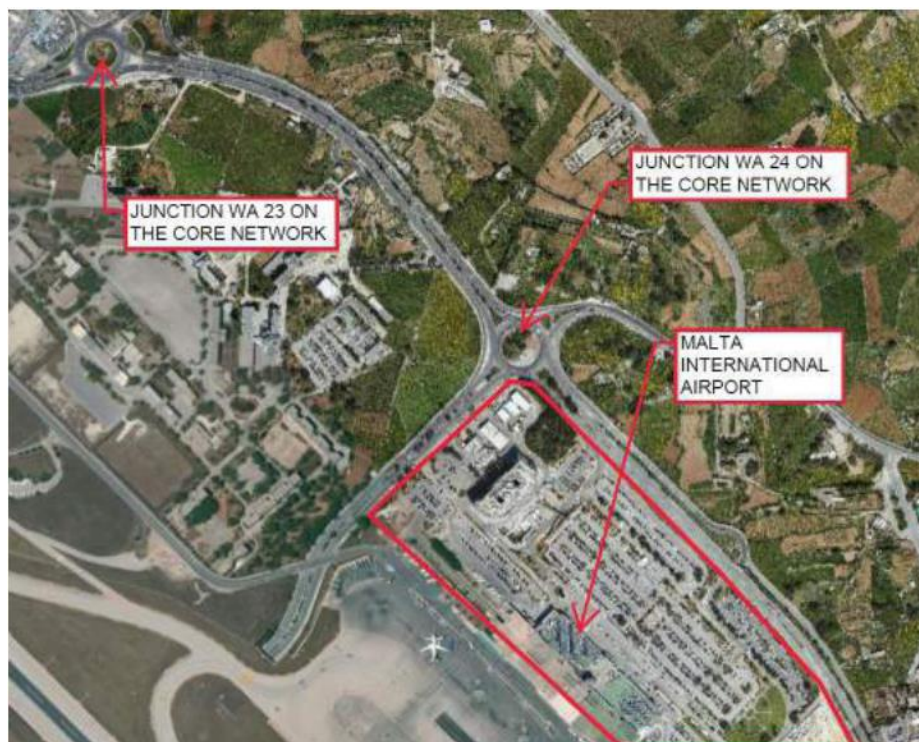 JUNCTION WA 24 ON
THE CORE NETWORK
JUNCTION WA 23 ON
THE CORE NETWORK
MALTA
INTERNATIONAL
AIRPORT